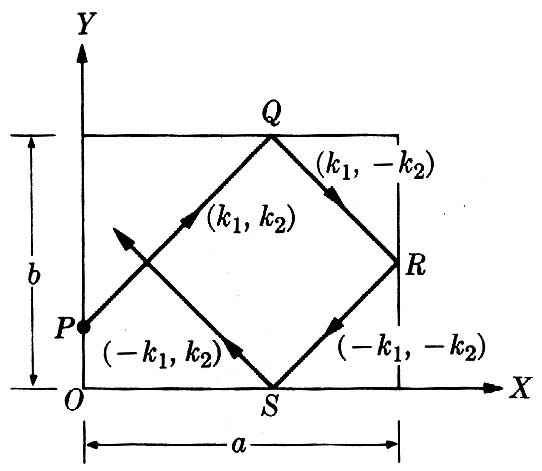 Y
Q
(k₁, −k₂)
(k₁, k₂)
b
R
P
(−k₁, k₂)
(−k₁, −k₂)
O
S
X
a